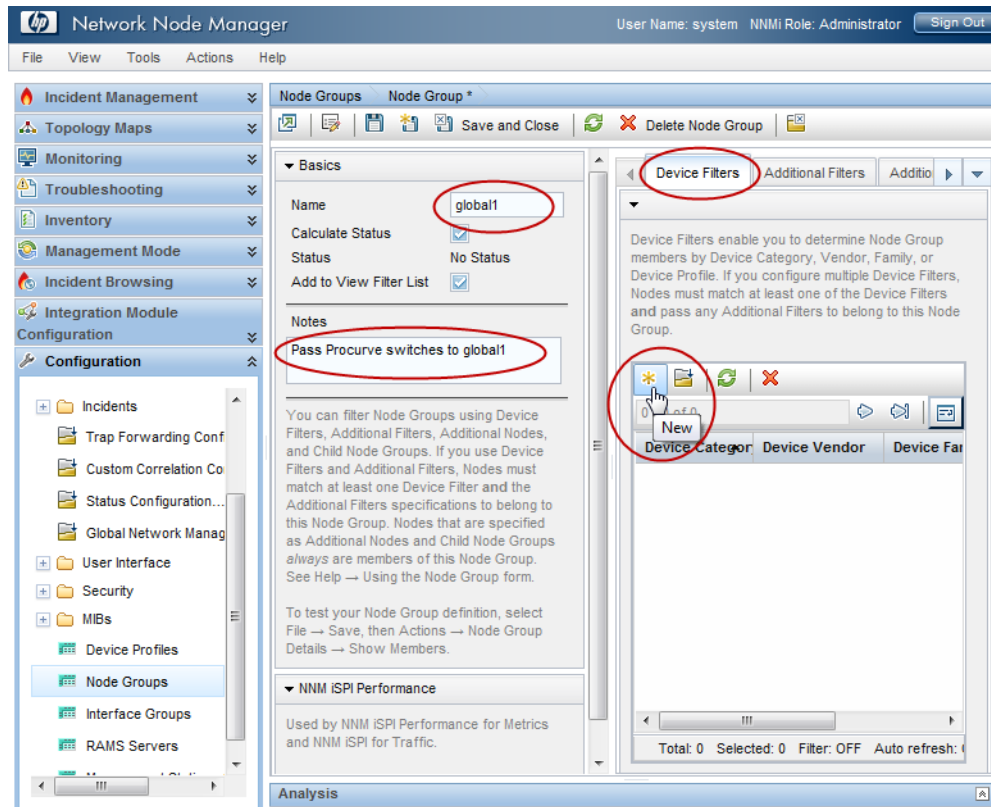 hp Network Node Manager
User Name: system NNMi Role: Administrator Sign Out
File View Tools Actions Help
Incident Management
Topology Maps
Monitoring
Troubleshooting
Inventory
Management Mode
Incident Browsing
Integration Module
Configuration
Configuration
Incidents
Trap Forwarding Conf
Custom Correlation Co
Status Configuration...
Global Network Manag
User Interface
Security
MIBs
Device Profiles
Node Groups
Interface Groups
RAMS Servers
Node Groups Node Group *
Save and Close Delete Node Group
Basics
Name global1
Calculate Status
Status No Status
Add to View Filter List
Notes
Pass Procurve switches to global1
You can filter Node Groups using Device
Filters, Additional Filters, Additional Nodes,
and Child Node Groups. If you use Device
Filters and Additional Filters, Nodes must
match at least one Device Filter and the
Additional Filters specifications to belong to
this Node Group. Nodes that are specified
as Additional Nodes and Child Node Groups
always are members of this Node Group.
See Help → Using the Node Group form.
To test your Node Group definition, select
File → Save, then Actions → Node Group
Details → Show Members.
NNM iSPI Performance
Used by NNM iSPI Performance for Metrics
and NNM iSPI for Traffic.
Device Filters Additional Filters Additio
Device Filters enable you to determine Node Group
members by Device Category, Vendor, Family, or
Device Profile. If you configure multiple Device Filters,
Nodes must match at least one of the Device Filters
and pass any Additional Filters to belong to this Node
Group.
New
Device Categor Device Vendor Device Fam
Total: 0 Selected: 0 Filter: OFF Auto refresh:
Analysis